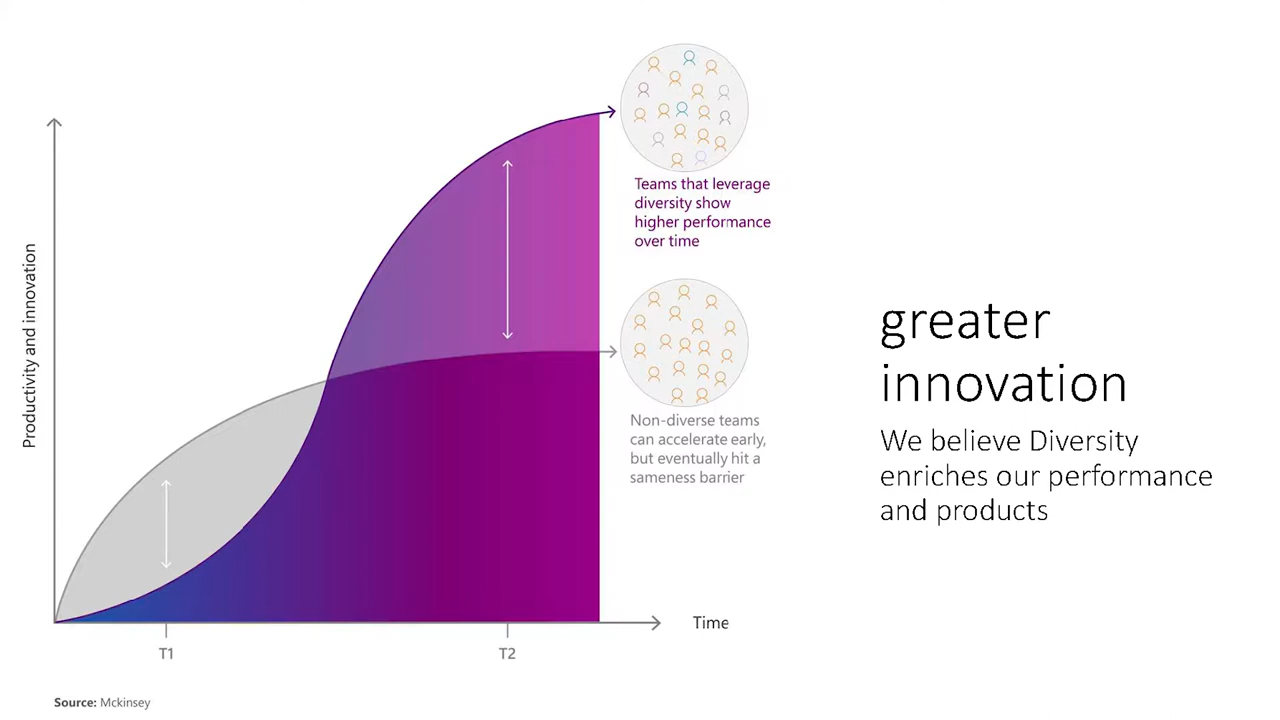 Productivity and innovation
Teams that leverage
diversity show
higher performance
over time
Non-diverse teams
can accelerate early,
but eventually hit a
sameness barrier
Time
T1
T2
Source: Mckinsey
greater
innovation
We believe Diversity
enriches our performance
and products